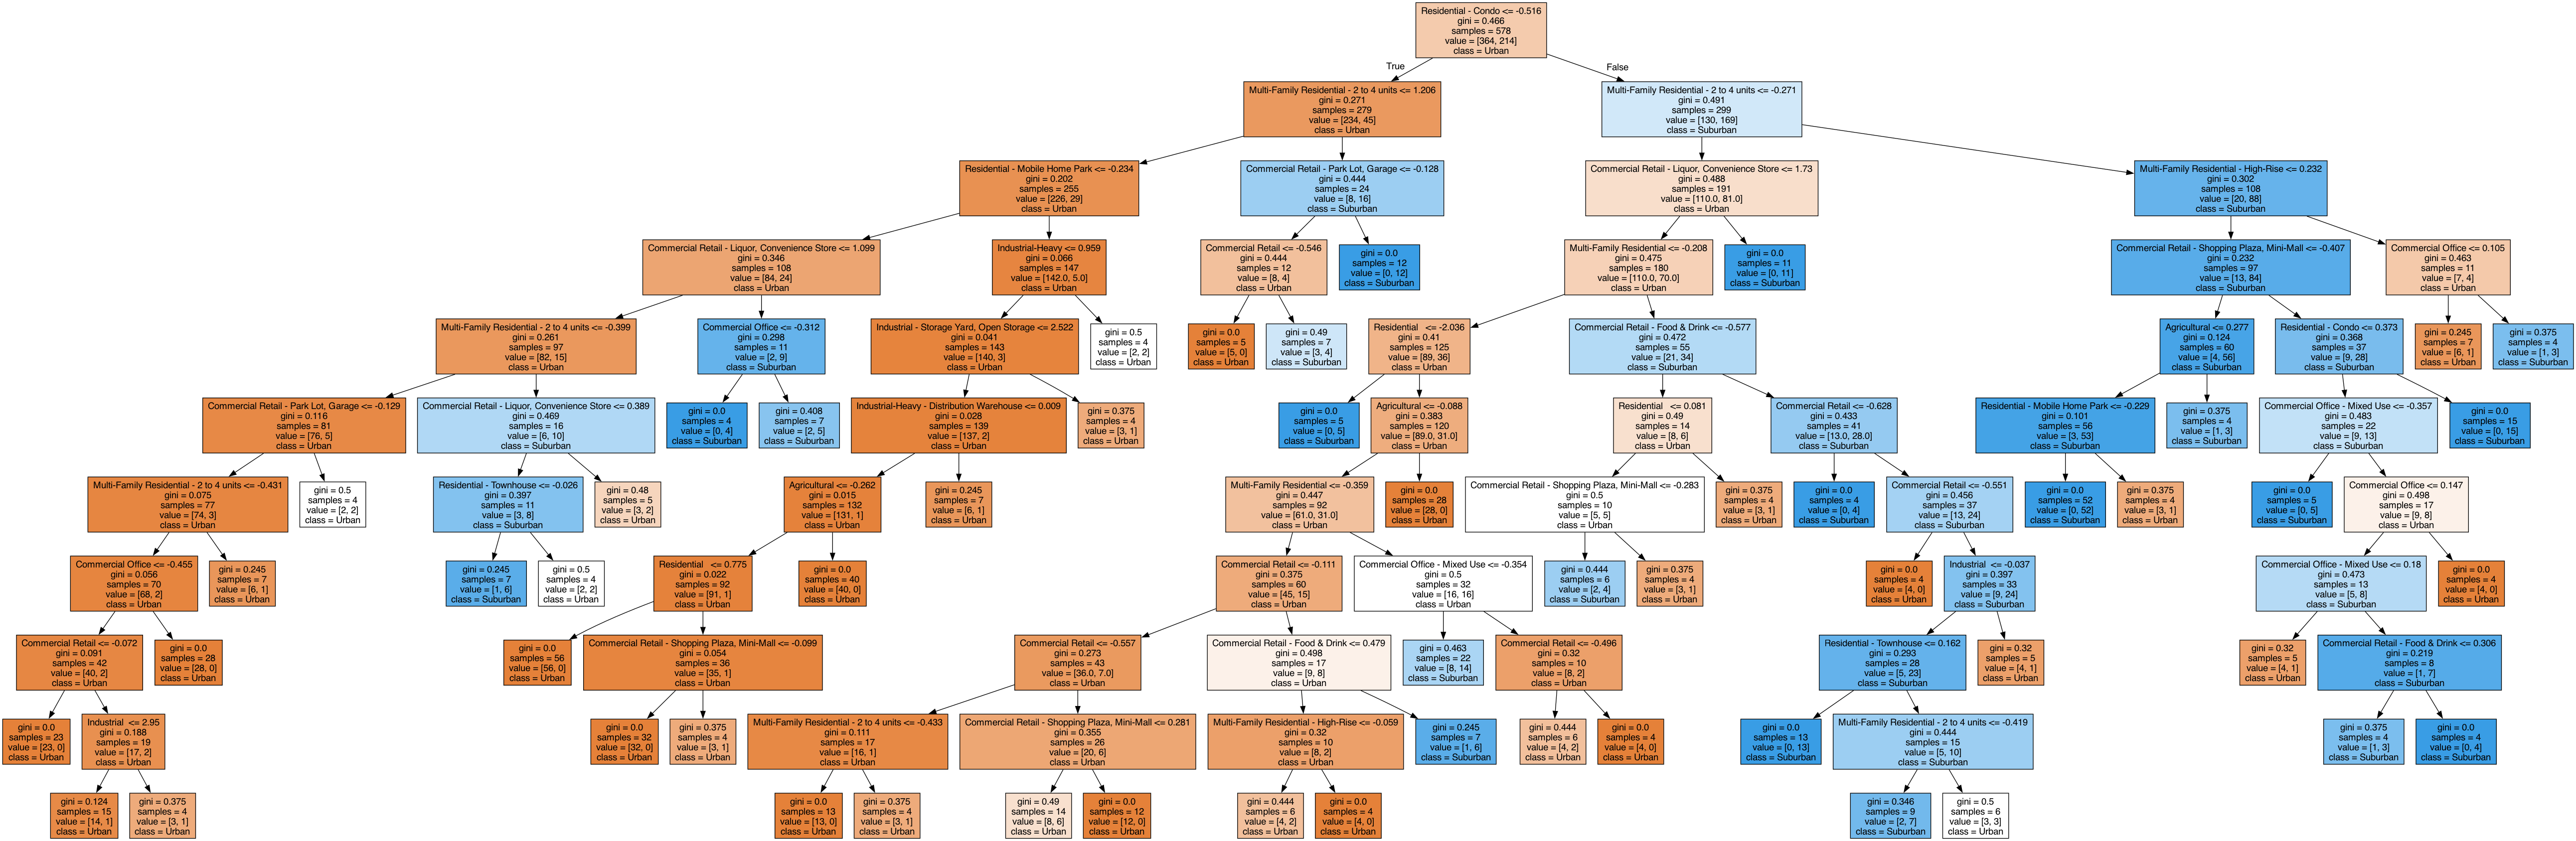 Residential - Condo <= -0.516
gini = 0.466
samples = 578
value = [364, 214]
class = Urban
True
False
Multi-Family Residential - 2 to 4 units <= 1.206
gini = 0.271
samples = 279
value = [234, 45]
class = Urban
Multi-Family Residential - 2 to 4 units <= -0.271
gini = 0.491
samples = 299
value = [130, 169]
class = Suburban
Residential - Mobile Home Park <= -0.234
gini = 0.202
samples = 255
value = [226, 29]
class = Urban
Commercial Retail - Park Lot, Garage <= -0.128
gini = 0.444
samples = 24
value = [8, 16]
class = Suburban
Commercial Retail - Liquor, Convenience Store <= 1.73
gini = 0.488
samples = 191
value = [110.0, 81.0]
class = Urban
Multi-Family Residential - High-Rise <= 0.232
gini = 0.302
samples = 108
value = [20, 88]
class = Suburban
Commercial Retail - Liquor, Convenience Store <= 1.099
gini = 0.346
samples = 108
value = [84, 24]
class = Urban
Industrial-Heavy <= 0.959
gini = 0.066
samples = 147
value = [142.0, 5.0]
class = Urban
Commercial Retail <= -0.546
gini = 0.444
samples = 12
value = [8, 4]
class = Urban
gini = 0.0
samples = 12
value = [0, 12]
class = Suburban
Multi-Family Residential <= -0.208
gini = 0.475
samples = 180
value = [110.0, 70.0]
class = Urban
gini = 0.0
samples = 11
value = [0, 11]
class = Suburban
Commercial Retail - Shopping Plaza, Mini-Mall <= -0.407
gini = 0.232
samples = 97
value = [13, 84]
class = Suburban
Commercial Office <= 0.105
gini = 0.463
samples = 11
value = [7, 4]
class = Urban
Multi-Family Residential - 2 to 4 units <= -0.399
gini = 0.261
samples = 97
value = [82, 15]
class = Urban
Commercial Office <= -0.312
gini = 0.298
samples = 11
value = [2, 9]
class = Suburban
Industrial - Storage Yard, Open Storage <= 2.522
gini = 0.041
samples = 143
value = [140, 3]
class = Urban
gini = 0.5
samples = 4
value = [2, 2]
class = Urban
gini = 0.0
samples = 5
value = [5, 0]
class = Urban
gini = 0.49
samples = 7
value = [3, 4]
class = Suburban
Residential   <= -2.036
gini = 0.41
samples = 125
value = [89, 36]
class = Urban
Commercial Retail - Food & Drink <= -0.577
gini = 0.472
samples = 55
value = [21, 34]
class = Suburban
Agricultural <= 0.277
gini = 0.124
samples = 60
value = [4, 56]
class = Suburban
Residential - Condo <= 0.373
gini = 0.368
samples = 37
value = [9, 28]
class = Suburban
gini = 0.245
samples = 7
value = [6, 1]
class = Urban
gini = 0.375
samples = 4
value = [1, 3]
class = Suburban
Commercial Retail - Park Lot, Garage <= -0.129
gini = 0.116
samples = 81
value = [76, 5]
class = Urban
Commercial Retail - Liquor, Convenience Store <= 0.389
gini = 0.469
samples = 16
value = [6, 10]
class = Suburban
gini = 0.0
samples = 4
value = [0, 4]
class = Suburban
gini = 0.408
samples = 7
value = [2, 5]
class = Suburban
Industrial-Heavy - Distribution Warehouse <= 0.009
gini = 0.028
samples = 139
value = [137, 2]
class = Urban
gini = 0.375
samples = 4
value = [3, 1]
class = Urban
gini = 0.0
samples = 5
value = [0, 5]
class = Suburban
Agricultural <= -0.088
gini = 0.383
samples = 120
value = [89.0, 31.0]
class = Urban
Residential   <= 0.081
gini = 0.49
samples = 14
value = [8, 6]
class = Urban
Commercial Retail <= -0.628
gini = 0.433
samples = 41
value = [13.0, 28.0]
class = Suburban
Residential - Mobile Home Park <= -0.229
gini = 0.101
samples = 56
value = [3, 53]
class = Suburban
gini = 0.375
samples = 4
value = [1, 3]
class = Suburban
Commercial Office - Mixed Use <= -0.357
gini = 0.483
samples = 22
value = [9, 13]
class = Suburban
gini = 0.0
samples = 15
value = [0, 15]
class = Suburban
Multi-Family Residential - 2 to 4 units <= -0.431
gini = 0.075
samples = 77
value = [74, 3]
class = Urban
gini = 0.5
samples = 4
value = [2, 2]
class = Urban
Residential - Townhouse <= -0.026
gini = 0.397
samples = 11
value = [3, 8]
class = Suburban
gini = 0.48
samples = 5
value = [3, 2]
class = Urban
Agricultural <= -0.262
gini = 0.015
samples = 132
value = [131, 1]
class = Urban
gini = 0.245
samples = 7
value = [6, 1]
class = Urban
Multi-Family Residential <= -0.359
gini = 0.447
samples = 92
value = [61.0, 31.0]
class = Urban
gini = 0.0
samples = 28
value = [28, 0]
class = Urban
Commercial Retail - Shopping Plaza, Mini-Mall <= -0.283
gini = 0.5
samples = 10
value = [5, 5]
class = Urban
gini = 0.375
samples = 4
value = [3, 1]
class = Urban
gini = 0.0
samples = 4
value = [0, 4]
class = Suburban
Commercial Retail <= -0.551
gini = 0.456
samples = 37
value = [13, 24]
class = Suburban
gini = 0.0
samples = 52
value = [0, 52]
class = Suburban
gini = 0.375
samples = 4
value = [3, 1]
class = Urban
gini = 0.0
samples = 5
value = [0, 5]
class = Suburban
Commercial Office <= 0.147
gini = 0.498
samples = 17
value = [9, 8]
class = Urban
Commercial Office <= -0.455
gini = 0.056
samples = 70
value = [68, 2]
class = Urban
gini = 0.245
samples = 7
value = [6, 1]
class = Urban
gini = 0.245
samples = 7
value = [1, 6]
class = Suburban
gini = 0.5
samples = 4
value = [2, 2]
class = Urban
Residential   <= 0.775
gini = 0.022
samples = 92
value = [91, 1]
class = Urban
gini = 0.0
samples = 40
value = [40, 0]
class = Urban
Commercial Retail <= -0.111
gini = 0.375
samples = 60
value = [45, 15]
class = Urban
Commercial Office - Mixed Use <= -0.354
gini = 0.5
samples = 32
value = [16, 16]
class = Urban
gini = 0.444
samples = 6
value = [2, 4]
class = Suburban
gini = 0.375
samples = 4
value = [3, 1]
class = Urban
gini = 0.0
samples = 4
value = [4, 0]
class = Urban
Industrial  <= -0.037
gini = 0.397
samples = 33
value = [9, 24]
class = Suburban
Commercial Office - Mixed Use <= 0.18
gini = 0.473
samples = 13
value = [5, 8]
class = Suburban
gini = 0.0
samples = 4
value = [4, 0]
class = Urban
Commercial Retail <= -0.072
gini = 0.091
samples = 42
value = [40, 2]
class = Urban
gini = 0.0
samples = 28
value = [28, 0]
class = Urban
gini = 0.0
samples = 56
value = [56, 0]
class = Urban
Commercial Retail - Shopping Plaza, Mini-Mall <= -0.099
gini = 0.054
samples = 36
value = [35, 1]
class = Urban
Commercial Retail <= -0.557
gini = 0.273
samples = 43
value = [36.0, 7.0]
class = Urban
Commercial Retail - Food & Drink <= 0.479
gini = 0.498
samples = 17
value = [9, 8]
class = Urban
gini = 0.463
samples = 22
value = [8, 14]
class = Suburban
Commercial Retail <= -0.496
gini = 0.32
samples = 10
value = [8, 2]
class = Urban
Residential - Townhouse <= 0.162
gini = 0.293
samples = 28
value = [5, 23]
class = Suburban
gini = 0.32
samples = 5
value = [4, 1]
class = Urban
gini = 0.32
samples = 5
value = [4, 1]
class = Urban
Commercial Retail - Food & Drink <= 0.306
gini = 0.219
samples = 8
value = [1, 7]
class = Suburban
gini = 0.0
samples = 23
value = [23, 0]
class = Urban
Industrial  <= 2.95
gini = 0.188
samples = 19
value = [17, 2]
class = Urban
gini = 0.0
samples = 32
value = [32, 0]
class = Urban
gini = 0.375
samples = 4
value = [3, 1]
class = Urban
Multi-Family Residential - 2 to 4 units <= -0.433
gini = 0.111
samples = 17
value = [16, 1]
class = Urban
Commercial Retail - Shopping Plaza, Mini-Mall <= 0.281
gini = 0.355
samples = 26
value = [20, 6]
class = Urban
Multi-Family Residential - High-Rise <= -0.059
gini = 0.32
samples = 10
value = [8, 2]
class = Urban
gini = 0.245
samples = 7
value = [1, 6]
class = Suburban
gini = 0.444
samples = 6
value = [4, 2]
class = Urban
gini = 0.0
samples = 4
value = [4, 0]
class = Urban
gini = 0.0
samples = 13
value = [0, 13]
class = Suburban
Multi-Family Residential - 2 to 4 units <= -0.419
gini = 0.444
samples = 15
value = [5, 10]
class = Suburban
gini = 0.375
samples = 4
value = [1, 3]
class = Suburban
gini = 0.0
samples = 4
value = [0, 4]
class = Suburban
gini = 0.124
samples = 15
value = [14, 1]
class = Urban
gini = 0.375
samples = 4
value = [3, 1]
class = Urban
gini = 0.0
samples = 13
value = [13, 0]
class = Urban
gini = 0.375
samples = 4
value = [3, 1]
class = Urban
gini = 0.49
samples = 14
value = [8, 6]
class = Urban
gini = 0.0
samples = 12
value = [12, 0]
class = Urban
gini = 0.444
samples = 6
value = [4, 2]
class = Urban
gini = 0.0
samples = 4
value = [4, 0]
class = Urban
gini = 0.346
samples = 9
value = [2, 7]
class = Suburban
gini = 0.5
samples = 6
value = [3, 3]
class = Urban